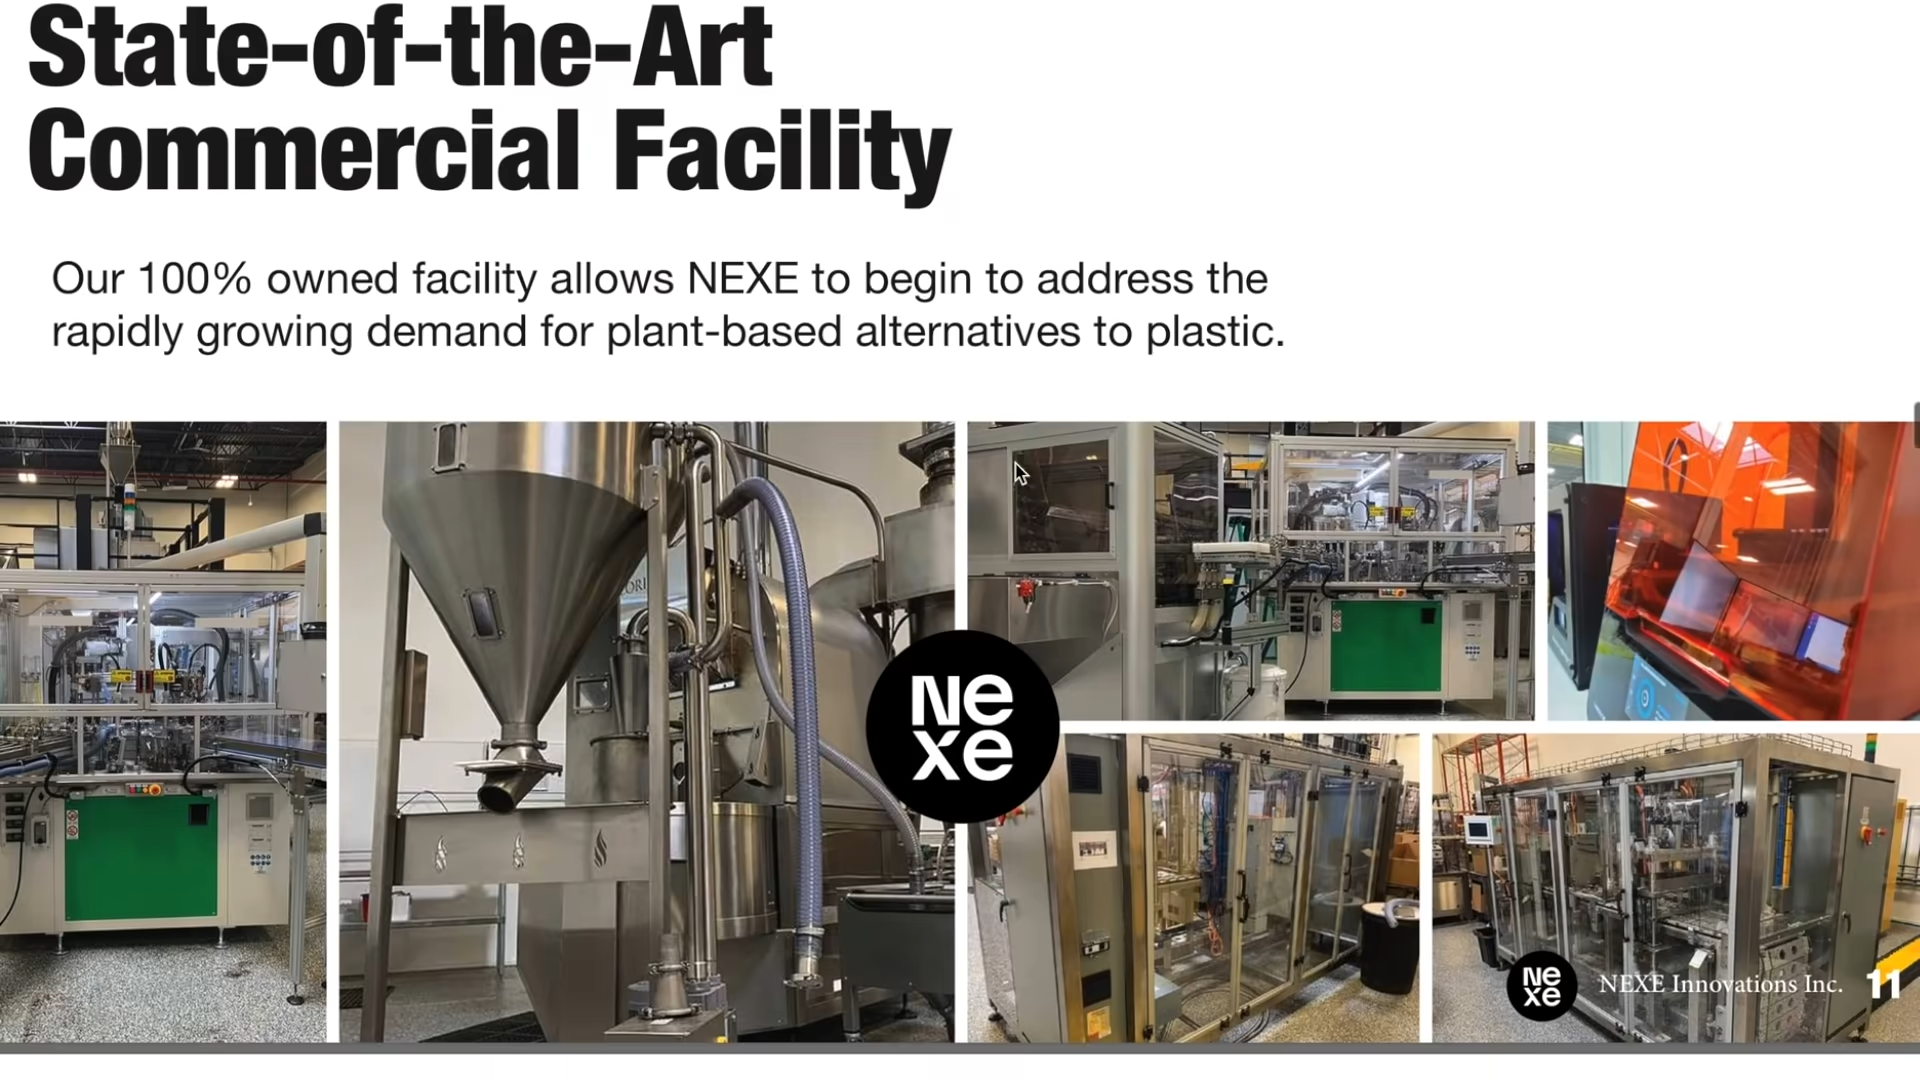 State-of-the-Art
Commercial Facility
Our 100% owned facility allows NEXE to begin to address the
rapidly growing demand for plant-based alternatives to plastic.
Ne
xe
Ne
xe
NEXE Innovations Inc. 11